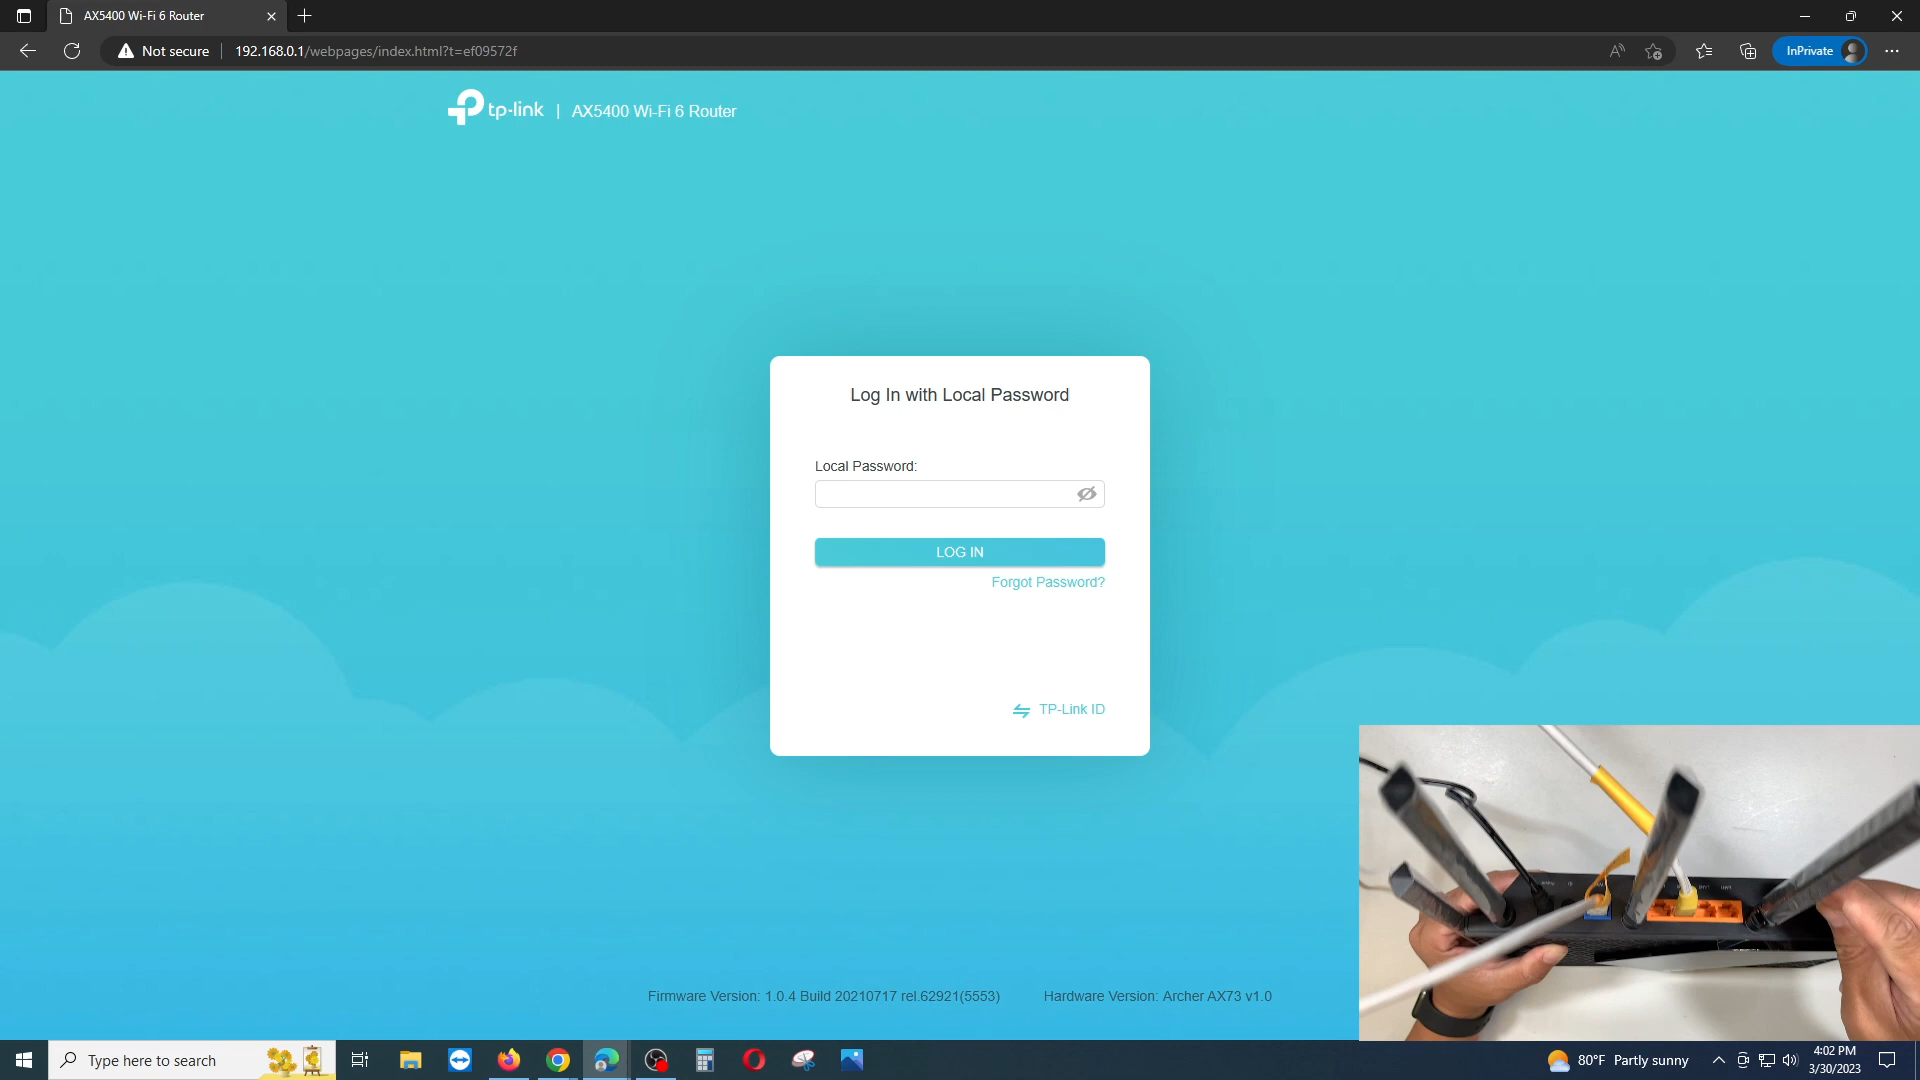 AX5400 Wi-Fi 6 Router
Not secure
192.168.0.1/webpages/index.html?t=ef09572f
InPrivate
tp-link | AX5400 Wi-Fi 6 Router
Log In with Local Password
Local Password:
LOG IN
Forgot Password?
TP-Link ID
Firmware Version: 1.0.4 Build 20210717 rel.62921(5553)
Hardware Version: Archer AX73 v1.0
Type here to search
80°F Partly sunny
4:02 PM
3/30/2023